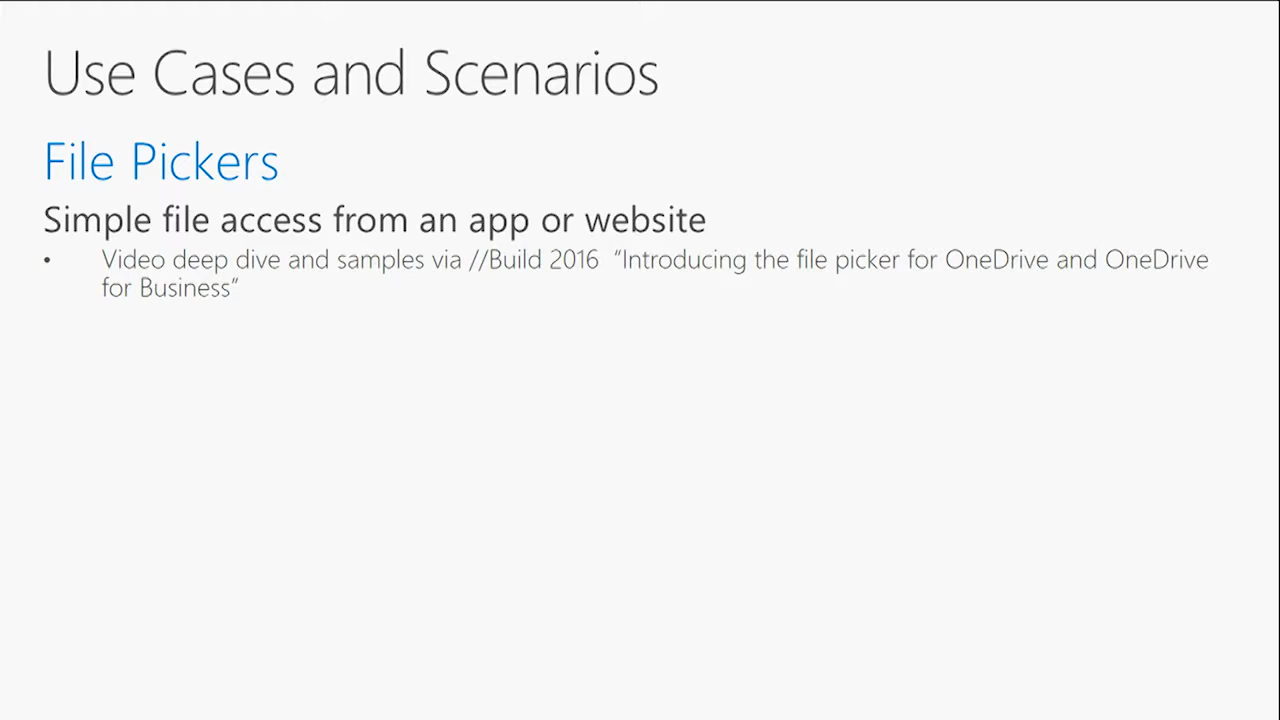 Use Cases and Scenarios
File Pickers
Simple file access from an app or website
• Video deep dive and samples via //Build 2016 “Introducing the file picker for OneDrive and OneDrive
for Business”